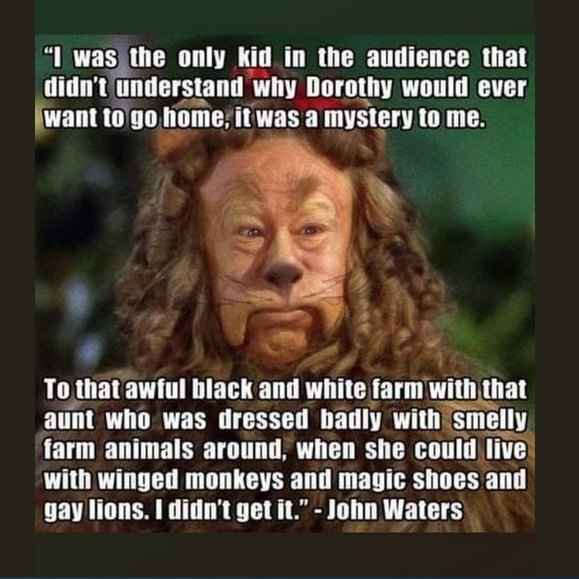 “I was the only kid in the audience that
didn’t understand why Dorothy would ever
want to go home, it was a mystery to me.
To that awful black and white farm with that
aunt who was dressed badly with smelly
farm animals around, when she could live
with winged monkeys and magic shoes and
gay lions. I didn’t get it.” - John Waters